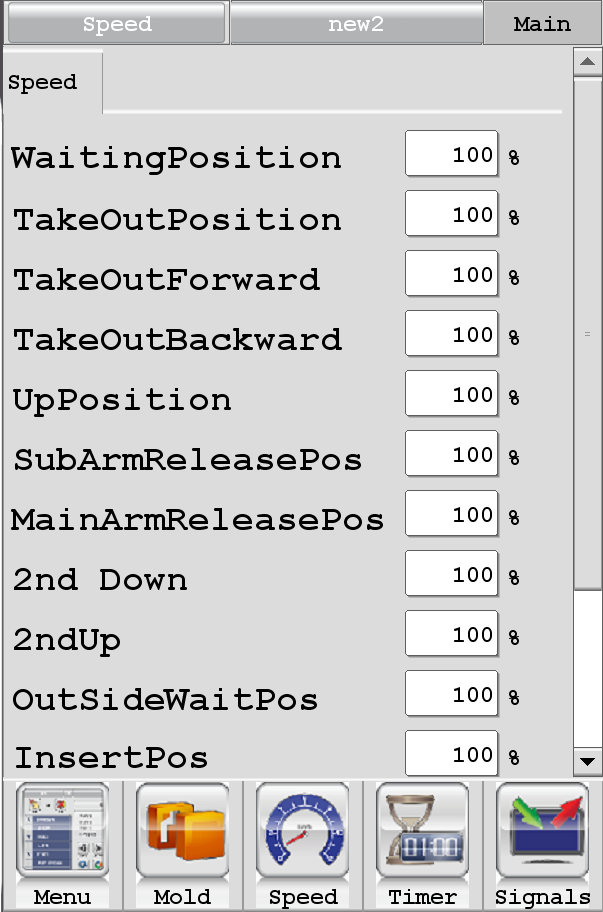 Speed new2 Main
Speed
WaitingPosition 100 %
TakeOutPosition 100 %
TakeOutForward 100 %
TakeOutBackward 100 %
UpPosition 100 %
SubArmReleasePos 100 %
MainArmReleasePos 100 %
2nd Down 100 %
2ndUp 100 %
OutSideWaitPos 100 %
InsertPos 100 %
01:00
Menu Mold Speed Timer Signals